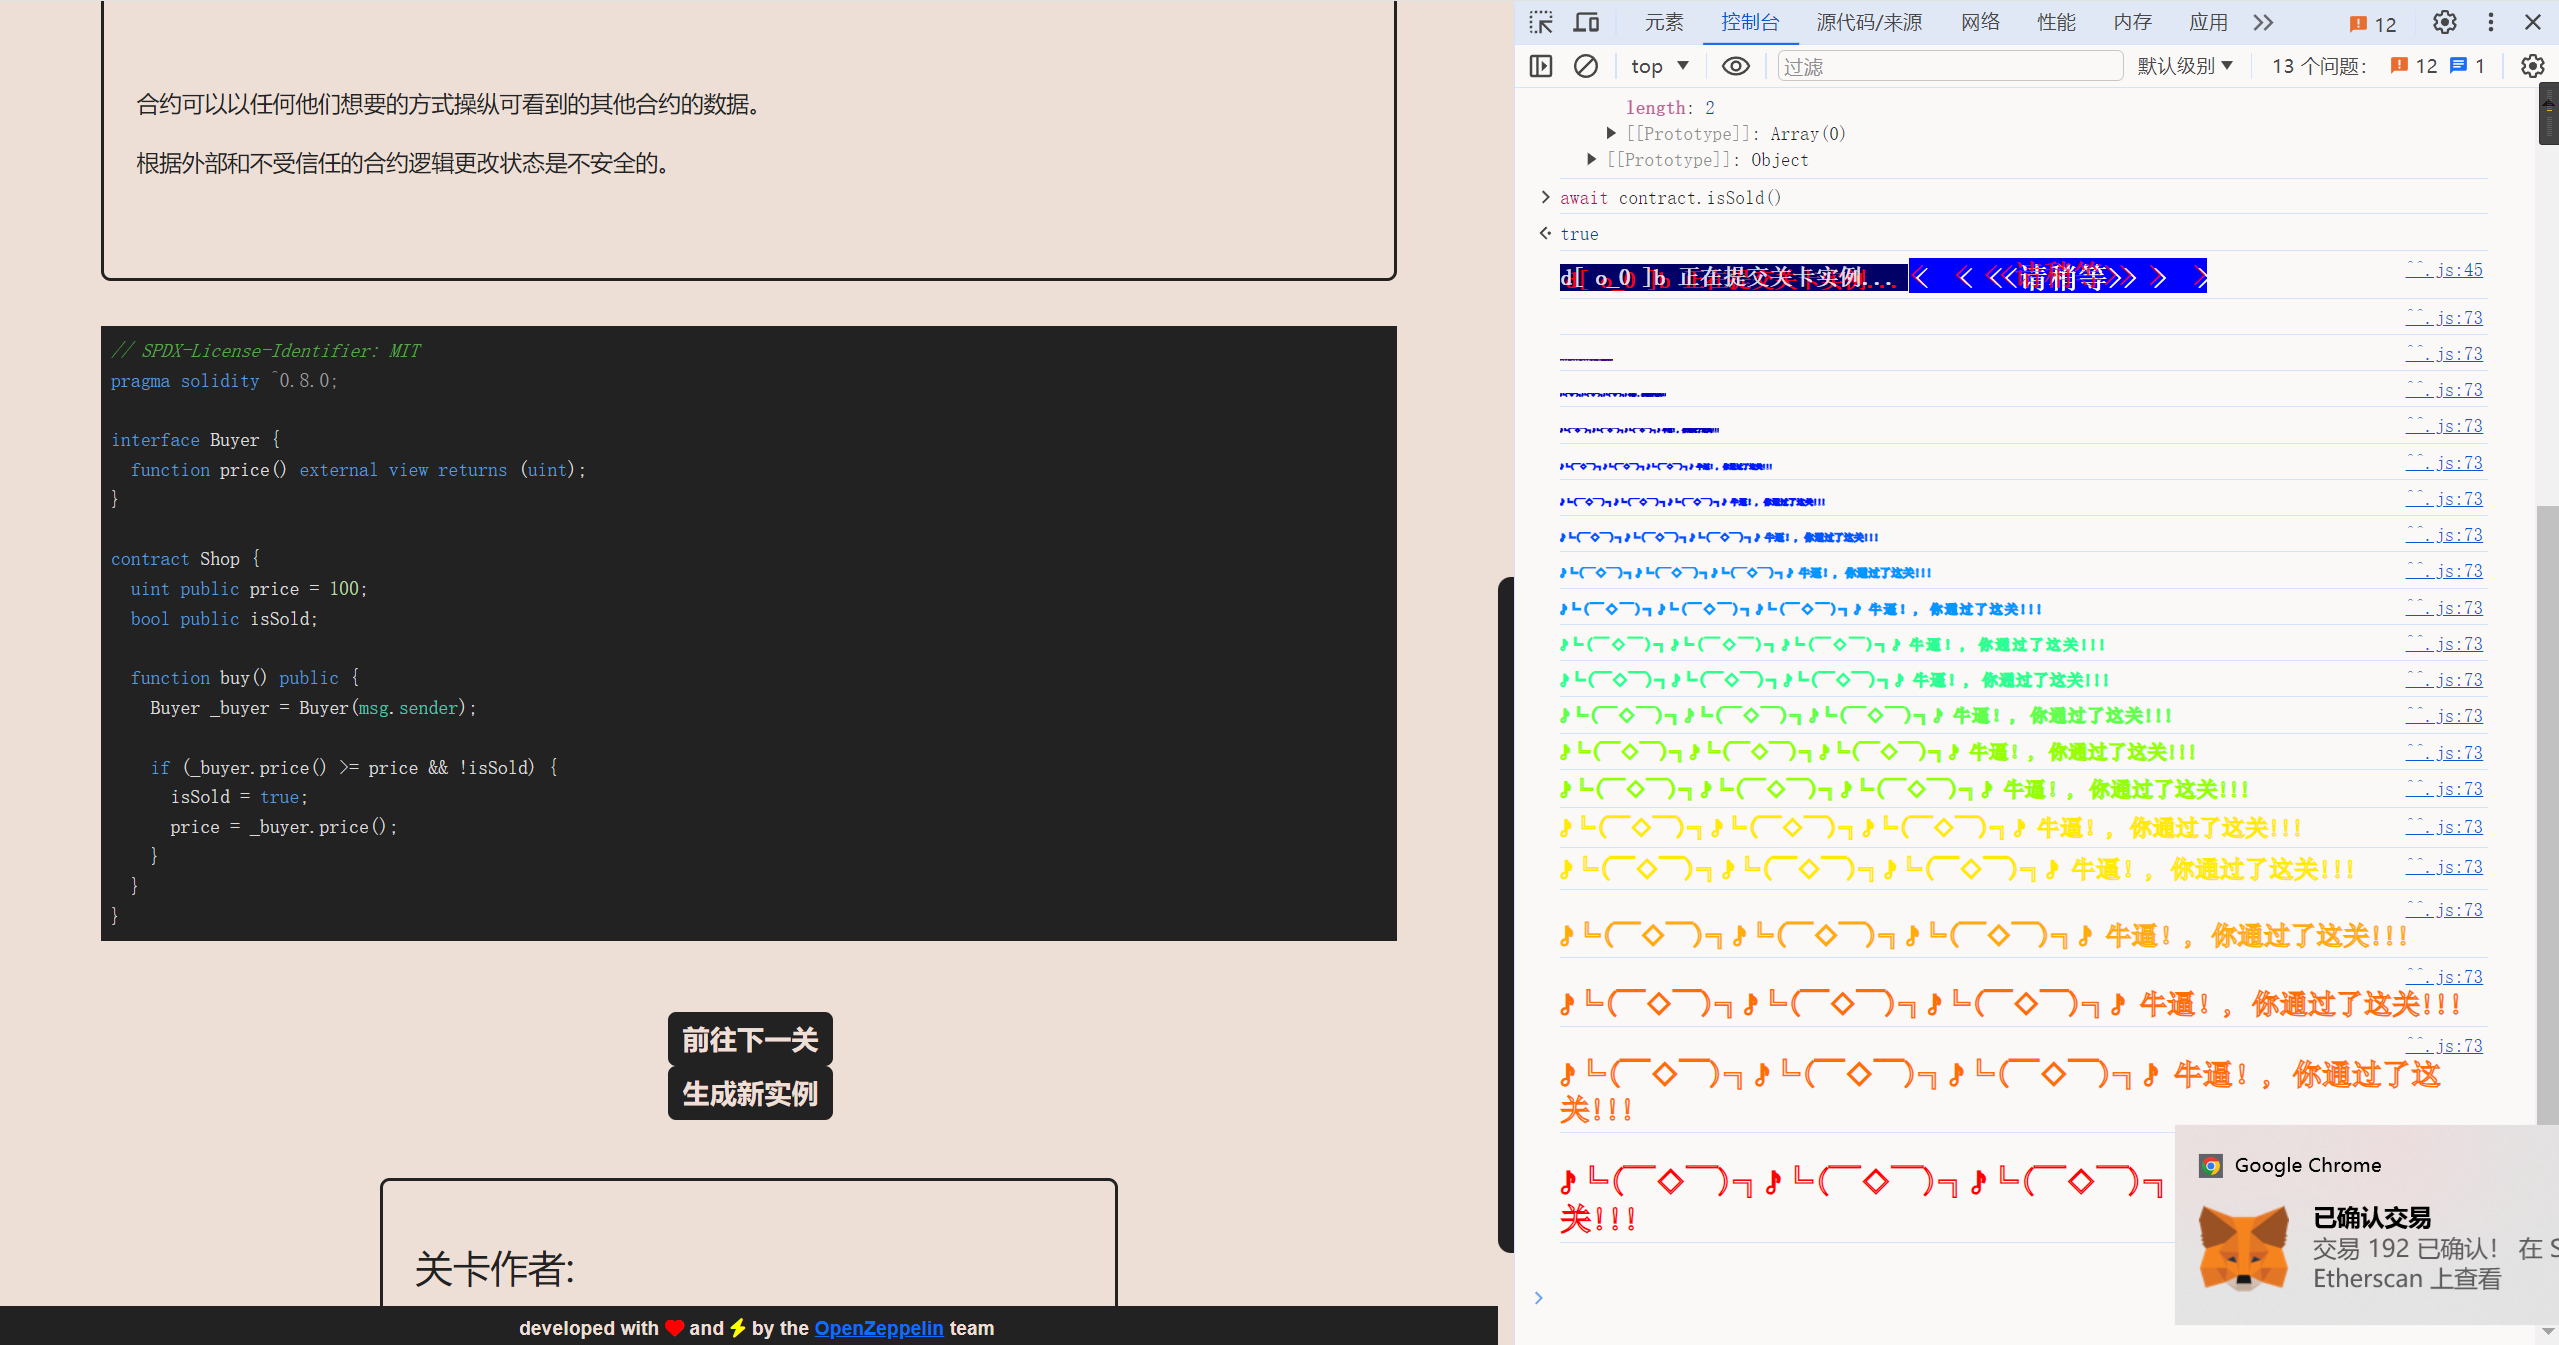 合约可以以任何他们想要的方式操纵可看到的其他合约的数据。
根据外部和不受信任的合约逻辑更改状态是不安全的。
// SPDX-License-Identifier: MIT
pragma solidity ^0.8.0;
interface Buyer {
function price() external view returns (uint);
}
contract Shop {
uint public price = 100;
bool public isSold;
function buy() public {
Buyer _buyer = Buyer(msg.sender);
if (_buyer.price() >= price && !isSold) {
isSold = true;
price = _buyer.price();
}
}
}
前往下一关
生成新实例
关卡作者:
developed with ❤ and ⚡ by the OpenZeppelin team
元素 控制台 源代码/来源 网络 性能 内存 应用 12
top 过滤 默认级别 13 个问题: 12 1
length: 2
[[Prototype]]: Array(0)
[[Prototype]]: Object
await contract.isSold()
true
d[ o_0 ]b 正在提交关卡实例... < < <<请稍等>> > > ^^.js:45
^^.js:73
^^.js:73
^^.js:73
^^.js:73
♪┗(￣◇￣)┓♪┗(￣◇￣)┓♪┗(￣◇￣)┓♪ 牛逼!, 你通过了这关!!! ^^.js:73
♪┗(￣◇￣)┓♪┗(￣◇￣)┓♪┗(￣◇￣)┓♪ 牛逼!, 你通过了这关!!! ^^.js:73
♪┗(￣◇￣)┓♪┗(￣◇￣)┓♪┗(￣◇￣)┓♪ 牛逼!, 你通过了这关!!! ^^.js:73
♪┗(￣◇￣)┓♪┗(￣◇￣)┓♪┗(￣◇￣)┓♪ 牛逼!, 你通过了这关!!! ^^.js:73
♪┗(￣◇￣)┓♪┗(￣◇￣)┓♪┗(￣◇￣)┓♪ 牛逼!, 你通过了这关!!! ^^.js:73
♪┗(￣◇￣)┓♪┗(￣◇￣)┓♪┗(￣◇￣)┓♪ 牛逼!, 你通过了这关!!! ^^.js:73
♪┗(￣◇￣)┓♪┗(￣◇￣)┓♪┗(￣◇￣)┓♪ 牛逼!, 你通过了这关!!! ^^.js:73
♪┗(￣◇￣)┓♪┗(￣◇￣)┓♪┗(￣◇￣)┓♪ 牛逼!, 你通过了这关!!! ^^.js:73
♪┗(￣◇￣)┓♪┗(￣◇￣)┓♪┗(￣◇￣)┓♪ 牛逼!, 你通过了这关!!! ^^.js:73
♪┗(￣◇￣)┓♪┗(￣◇￣)┓♪┗(￣◇￣)┓♪ 牛逼!, 你通过了这关!!! ^^.js:73
♪┗(￣◇￣)┓♪┗(￣◇￣)┓♪┗(￣◇￣)┓♪ 牛逼!, 你通过了这关!!! ^^.js:73
♪┗(￣◇￣)┓♪┗(￣◇￣)┓♪┗(￣◇￣)┓♪ 牛逼!, 你通过了这关!!! ^^.js:73
^^.js:73
♪┗(￣◇￣)┓♪┗(￣◇￣)┓♪┗(￣◇￣)┓♪ 牛逼!, 你通过了这关!!!
^^.js:73
♪┗(￣◇￣)┓♪┗(￣◇￣)┓♪┗(￣◇￣)┓♪ 牛逼!, 你通过了这关!!!
^^.js:73
♪┗(￣◇￣)┓♪┗(￣◇￣)┓♪┗(￣◇￣)┓♪ 牛逼!, 你通过了这
关!!!
♪┗(￣◇￣)┓♪┗(￣◇￣)┓♪┗(￣◇￣)┓
关!!!
Google Chrome
已确认交易
交易 192 已确认! 在 S
Etherscan 上查看